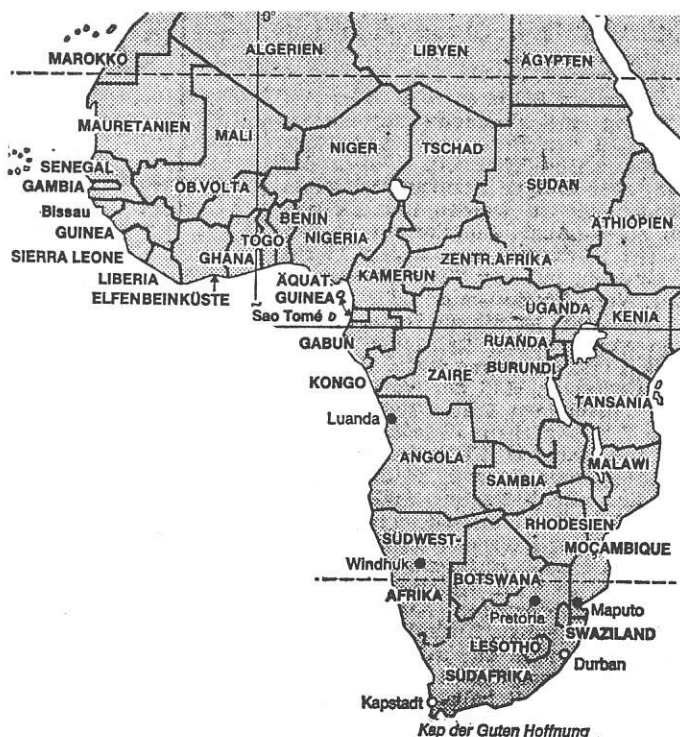 0°
MAROKKO
ALGERIEN
LIBYEN
ÄGYPTEN
MAURETANIEN
MALI
NIGER
TSCHAD
SUDAN
SENEGAL
GAMBIA
OB.VOLTA
Bissau
GUINEA
BENIN
NIGERIA
ÄTHIOPIEN
TOGO
GHANA
SIERRA LEONE
LIBERIA
ELFENBEINKÜSTE
ÄQUAT.-
GUINEA
KAMERUN
ZENTR.AFRIKA
Sao Tomé
UGANDA
KENIA
GABUN
RUANDA
BURUNDI
KONGO
ZAIRE
TANSANIA
Luanda
ANGOLA
SAMBIA
MALAWI
RHODESIEN
SÜDWEST-
AFRIKA
MOÇAMBIQUE
Windhuk
BOTSWANA
Pretoria
Maputo
SWAZILAND
LESOTHO
Durban
SÜDAFRIKA
Kapstadt
Kap der Guten Hoffnung